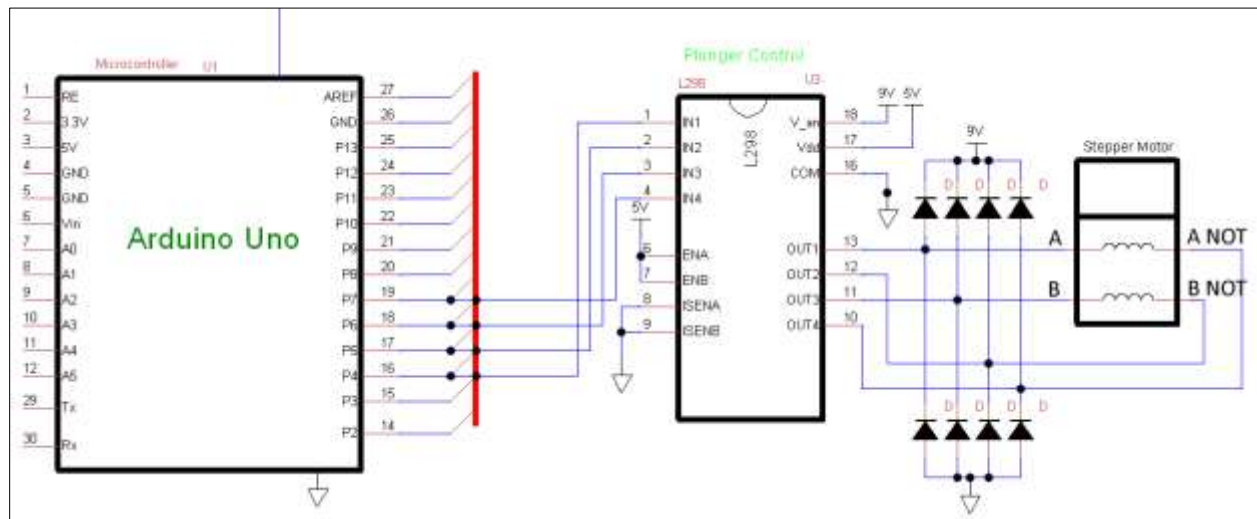 Plonger Control
Microcontroller U1
L298 U3
Arduino Uno
1 RE
2 3.3V
3 5V
4 GND
5 GND
6 Vin
7 A0
8 A1
9 A2
10 A3
11 A4
12 A5
29 Tx
30 Rx
AREF 27
GND 26
P13 25
P12 24
P11 23
P10 22
P9 21
P8 20
P7 19
P6 18
P5 17
P4 16
P3 15
P2 14
L298
1 IN1
2 IN2
3 IN3
4 IN4
5V
6 ENA
7 ENB
8 ISENA
9 ISENB
9V 5V
18
Vdd 17
COM 16
OUT1 13
OUT2 12
OUT3 11
OUT4 10
9V
D D D D
D D D D
Stepper Motor
A A NOT
B B NOT